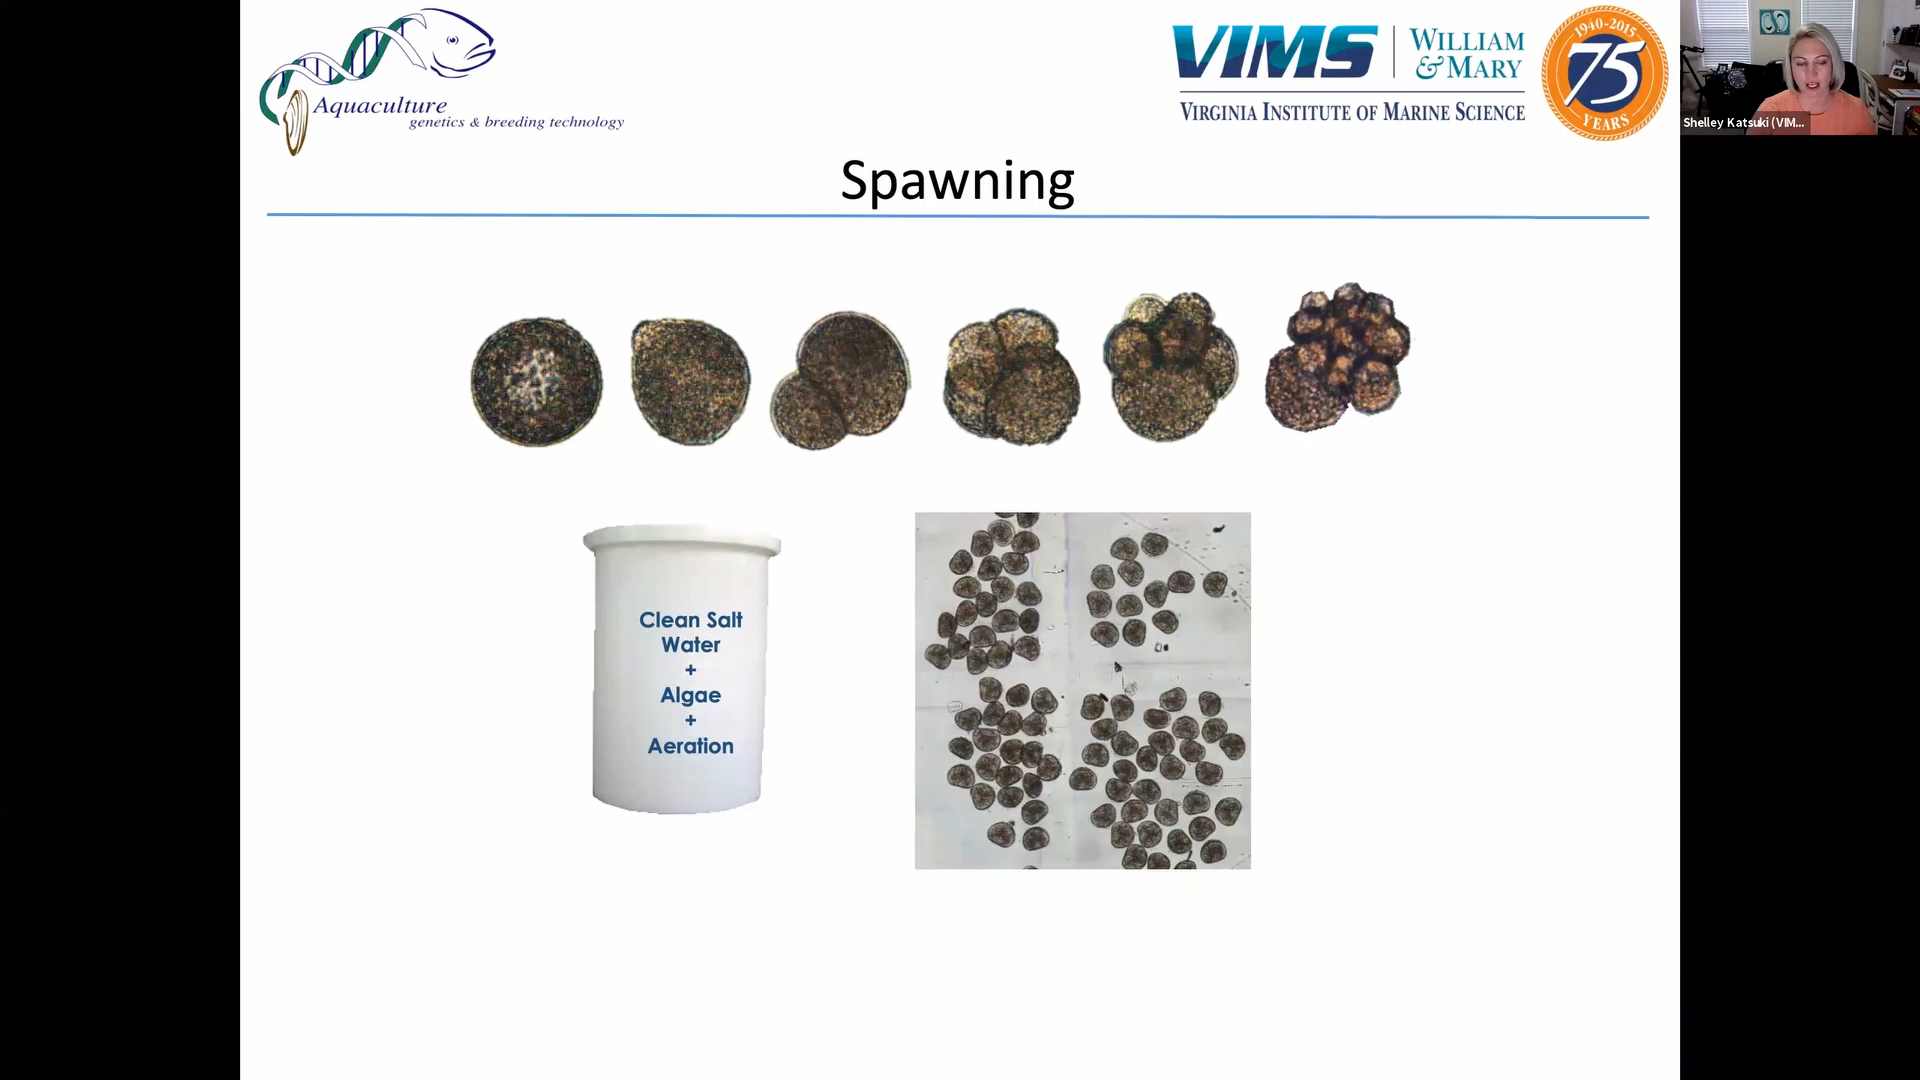 Aquaculture
genetics & breeding technology
VIMS
WILLIAM
& MARY
VIRGINIA INSTITUTE OF MARINE SCIENCE
1940-2015
75
YEARS
Shelley Katsuki (VIM...
Spawning
Clean Salt
Water
+
Algae
+
Aeration